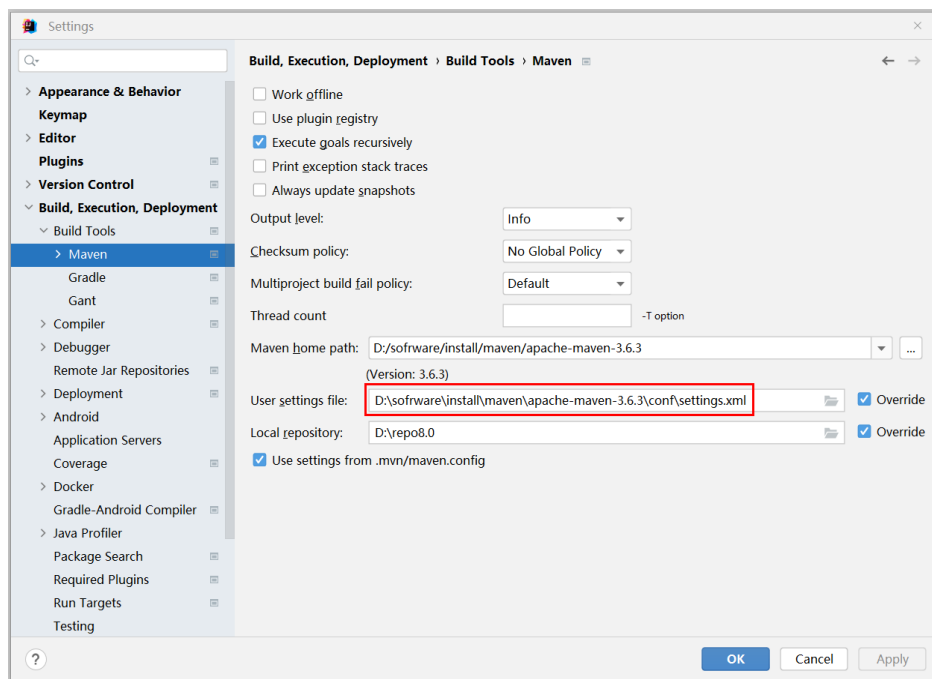 Settings
Build, Execution, Deployment › Build Tools › Maven
Appearance & Behavior
Keymap
Editor
Plugins
Version Control
Build, Execution, Deployment
Build Tools
Maven
Gradle
Gant
Compiler
Debugger
Remote Jar Repositories
Deployment
Android
Application Servers
Coverage
Docker
Gradle-Android Compiler
Java Profiler
Package Search
Required Plugins
Run Targets
Testing
Work offline
Use plugin registry
Execute goals recursively
Print exception stack traces
Always update snapshots
Output level: Info
Checksum policy: No Global Policy
Multiproject build fail policy: Default
Thread count -T option
Maven home path: D:/sofrware/install/maven/apache-maven-3.6.3 ...
(Version: 3.6.3)
User settings file: D:\sofrware\install\maven\apache-maven-3.6.3\conf\settings.xml Override
Local repository: D:\repo8.0 Override
Use settings from .mvn/maven.config
? OK Cancel Apply